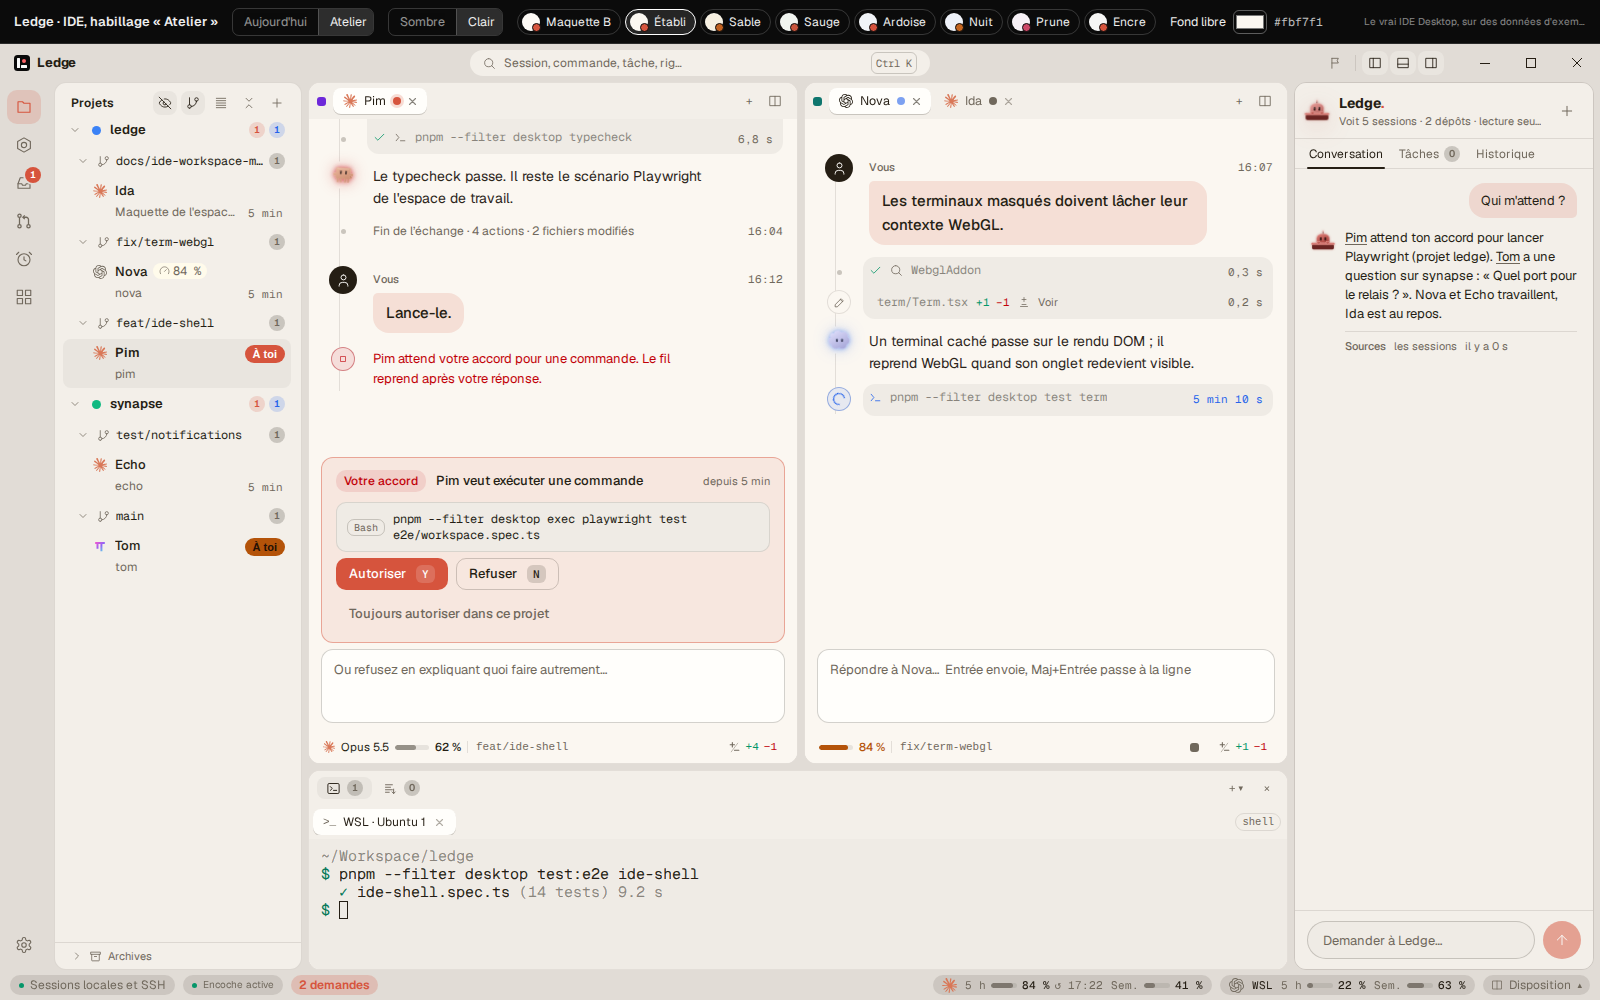 Ledge · IDE, habillage « Atelier »
Aujourd'hui
Atelier
Sombre
Clair
Maquette B
Établi
Sable
Sauge
Ardoise
Nuit
Prune
Encre
Fond libre
#fbf7f1
Le vrai IDE Desktop, sur des données d'exem…
Ledge
Session, commande, tâche, rig…
Ctrl K
Projets
ledge
1
1
docs/ide-workspace-m…
1
Ida
Maquette de l'espac…
5 min
fix/term-webgl
1
Nova
84 %
nova
5 min
feat/ide-shell
1
Pim
À toi
pim
synapse
1
1
test/notifications
1
Echo
echo
5 min
main
1
Tom
À toi
tom
Archives
1
Pim
pnpm --filter desktop typecheck
6,8 s
Le typecheck passe. Il reste le scénario Playwright
de l'espace de travail.
Fin de l'échange · 4 actions · 2 fichiers modifiés
16:04
Vous
16:12
Lance-le.
Pim attend votre accord pour une commande. Le fil
reprend après votre réponse.
Votre accord
Pim veut exécuter une commande
depuis 5 min
Bash
pnpm --filter desktop exec playwright test
e2e/workspace.spec.ts
Autoriser
Y
Refuser
N
Toujours autoriser dans ce projet
Ou refusez en expliquant quoi faire autrement…
Opus 5.5
62 %
feat/ide-shell
+4 −1
Nova
Ida
Vous
16:07
Les terminaux masqués doivent lâcher leur
contexte WebGL.
WebglAddon
0,3 s
term/Term.tsx +1 −1
Voir
0,2 s
Un terminal caché passe sur le rendu DOM ; il
reprend WebGL quand son onglet redevient visible.
pnpm --filter desktop test term
5 min 10 s
Répondre à Nova… Entrée envoie, Maj+Entrée passe à la ligne
84 %
fix/term-webgl
+1 −1
1
0
>_ WSL · Ubuntu 1
shell
~/Workspace/ledge
$ pnpm --filter desktop test:e2e ide-shell
✓ ide-shell.spec.ts (14 tests) 9.2 s
$
Ledge.
Voit 5 sessions · 2 dépôts · lecture seu…
Conversation
Tâches
0
Historique
Qui m'attend ?
Pim attend ton accord pour lancer
Playwright (projet ledge). Tom a une
question sur synapse : « Quel port pour
le relais ? ». Nova et Echo travaillent,
Ida est au repos.
Sources les sessions il y a 0 s
Demander à Ledge…
Sessions locales et SSH
Encoche active
2 demandes
5 h
84 %
↺ 17:22
Sem.
41 %
WSL
5 h
22 %
Sem.
63 %
Disposition